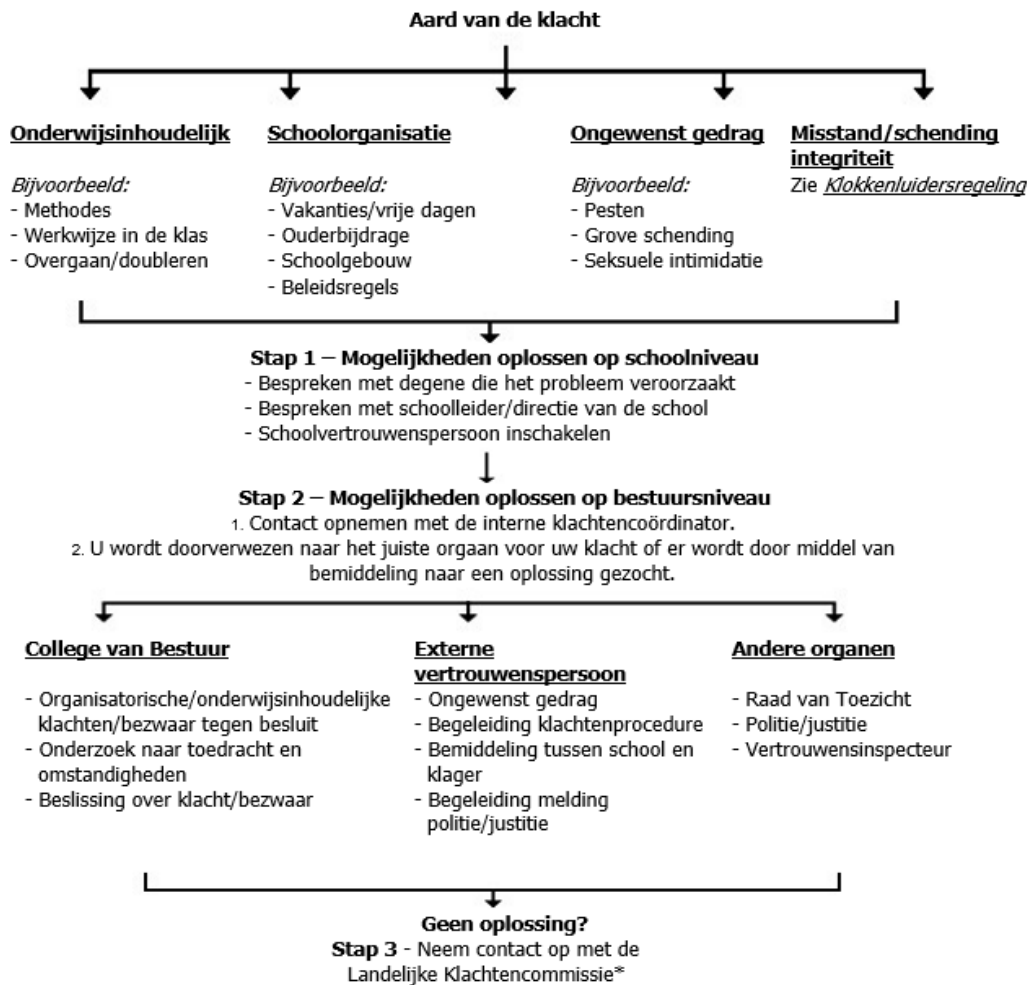 Aard van de klacht
Onderwijsinhoudelijk
Bijvoorbeeld:
- Methodes
- Werkwijze in de klas
- Overgaan/doubleren
Schoolorganisatie
Bijvoorbeeld:
- Vakanties/vrije dagen
- Ouderbijdrage
- Schoolgebouw
- Beleidsregels
Ongewenst gedrag
Bijvoorbeeld:
- Pesten
- Grove schending
- Seksuele intimidatie
Misstand/schending
integriteit
Zie Klokkenluidersregeling
Stap 1 – Mogelijkheden oplossen op schoolniveau
- Bespreken met degene die het probleem veroorzaakt
- Bespreken met schoolleider/directie van de school
- Schoolvertrouwenspersoon inschakelen
Stap 2 – Mogelijkheden oplossen op bestuursniveau
1. Contact opnemen met de interne klachtencoördinator.
2. U wordt doorverwezen naar het juiste orgaan voor uw klacht of er wordt door middel van
bemiddeling naar een oplossing gezocht.
College van Bestuur
- Organisatorische/onderwijsinhoudelijke
klachten/bezwaar tegen besluit
- Onderzoek naar toedracht en
omstandigheden
- Beslissing over klacht/bezwaar
Externe
vertrouwenspersoon
- Ongewenst gedrag
- Begeleiding klachtenprocedure
- Bemiddeling tussen school en
klager
- Begeleiding melding
politie/justitie
Andere organen
- Raad van Toezicht
- Politie/justitie
- Vertrouwensinspecteur
Geen oplossing?
Stap 3 - Neem contact op met de
Landelijke Klachtencommissie*